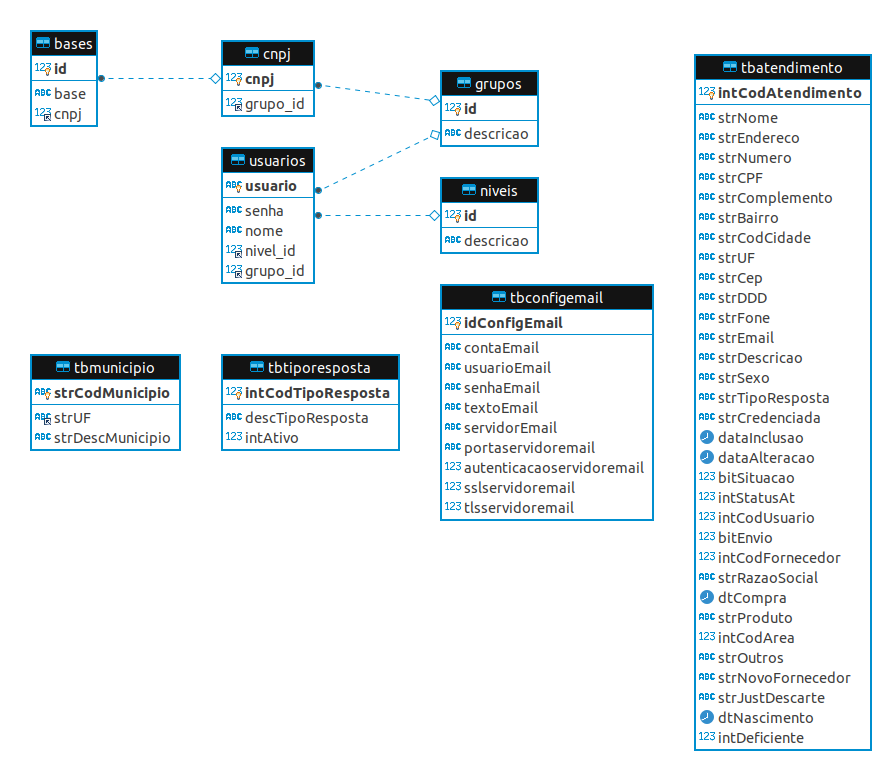 bases
123 id
ABC base
123 cnpj
cnpj
123 cnpj
123 grupo_id
grupos
123 id
ABC descricao
usuarios
ABC usuario
ABC senha
ABC nome
123 nivel_id
123 grupo_id
niveis
123 id
ABC descricao
tbmunicipio
ABC strCodMunicipio
ABC strUF
ABC strDescMunicipio
tbtiporesposta
123 intCodTipoResposta
ABC descTipoResposta
123 intAtivo
tbconfigemail
123 idConfigEmail
ABC contaEmail
ABC usuarioEmail
ABC senhaEmail
ABC textoEmail
ABC servidorEmail
ABC portaservidoremail
123 autenticacaoservidoremail
123 sslservidoremail
123 tlsservidoremail
tbatendimento
123 intCodAtendimento
ABC strNome
ABC strEndereco
ABC strNumero
ABC strCPF
ABC strComplemento
ABC strBairro
ABC strCodCidade
ABC strUF
ABC strCep
ABC strDDD
ABC strFone
ABC strEmail
ABC strDescricao
ABC strSexo
ABC strTipoResposta
ABC strCredenciada
dataInclusao
dataAlteracao
123 bitSituacao
123 intStatusAt
123 intCodUsuario
123 bitEnvio
123 intCodFornecedor
ABC strRazaoSocial
dtCompra
ABC strProduto
123 intCodArea
ABC strOutros
ABC strNovoFornecedor
ABC strJustDescarte
dtNascimento
123 intDeficiente